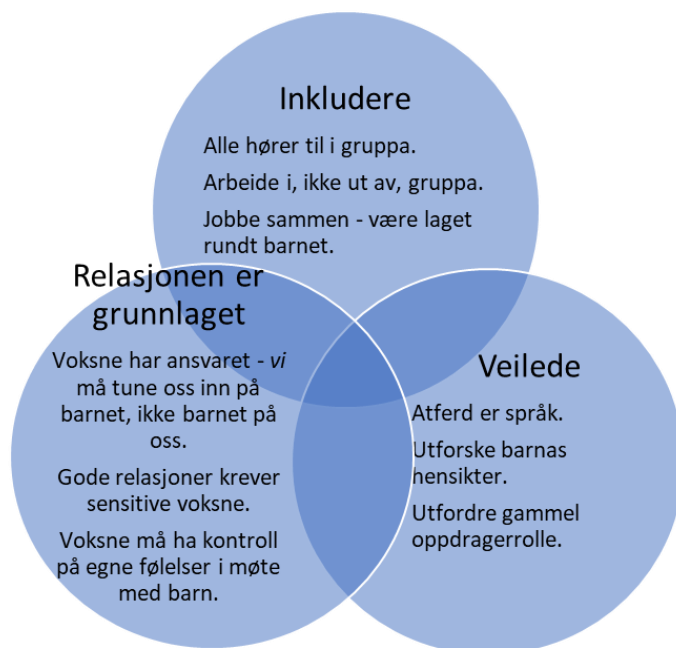 Inkludere
Alle hører til i gruppa.
Arbeide i, ikke ut av, gruppa.
Jobbe sammen - være laget
rundt barnet.
Relasjonen er
grunnlaget
Voksne har ansvaret - vi
må tune oss inn på
barnet, ikke barnet på
oss.
Gode relasjoner krever
sensitive voksne.
Voksne må ha kontroll
på egne følelser i møte
med barn.
Veilede
Atferd er språk.
Utforske barnas
hensikter.
Utfordre gammel
oppdragerrolle.